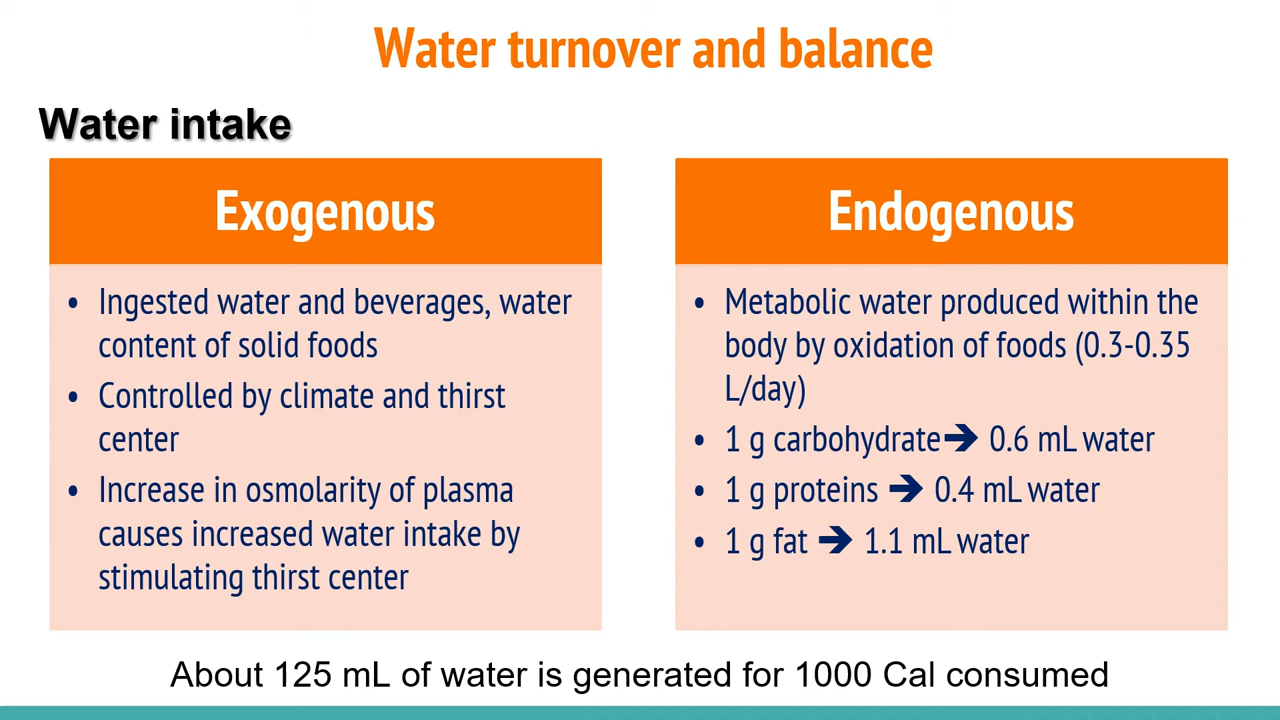 Water turnover and balance
Water intake
Exogenous
• Ingested water and beverages, water
content of solid foods
• Controlled by climate and thirst
center
• Increase in osmolarity of plasma
causes increased water intake by
stimulating thirst center
Endogenous
• Metabolic water produced within the
body by oxidation of foods (0.3-0.35
L/day)
• 1 g carbohydrate➔ 0.6 mL water
• 1 g proteins ➔ 0.4 mL water
• 1 g fat ➔ 1.1 mL water
About 125 mL of water is generated for 1000 Cal consumed